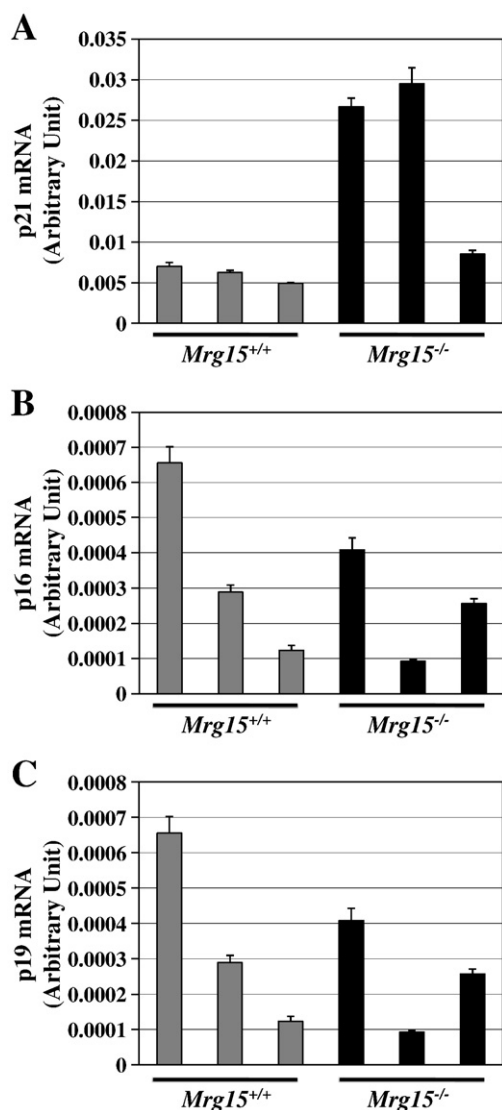 A
p21 mRNA
(Arbitrary Unit)
0.035
0.03
0.025
0.02
0.015
0.01
0.005
0
Mrg15+/+
Mrg15-/-
B
p16 mRNA
(Arbitrary Unit)
0.0008
0.0007
0.0006
0.0005
0.0004
0.0003
0.0002
0.0001
0
Mrg15+/+
Mrg15-/-
C
p19 mRNA
(Arbitrary Unit)
0.0008
0.0007
0.0006
0.0005
0.0004
0.0003
0.0002
0.0001
0
Mrg15+/+
Mrg15-/-